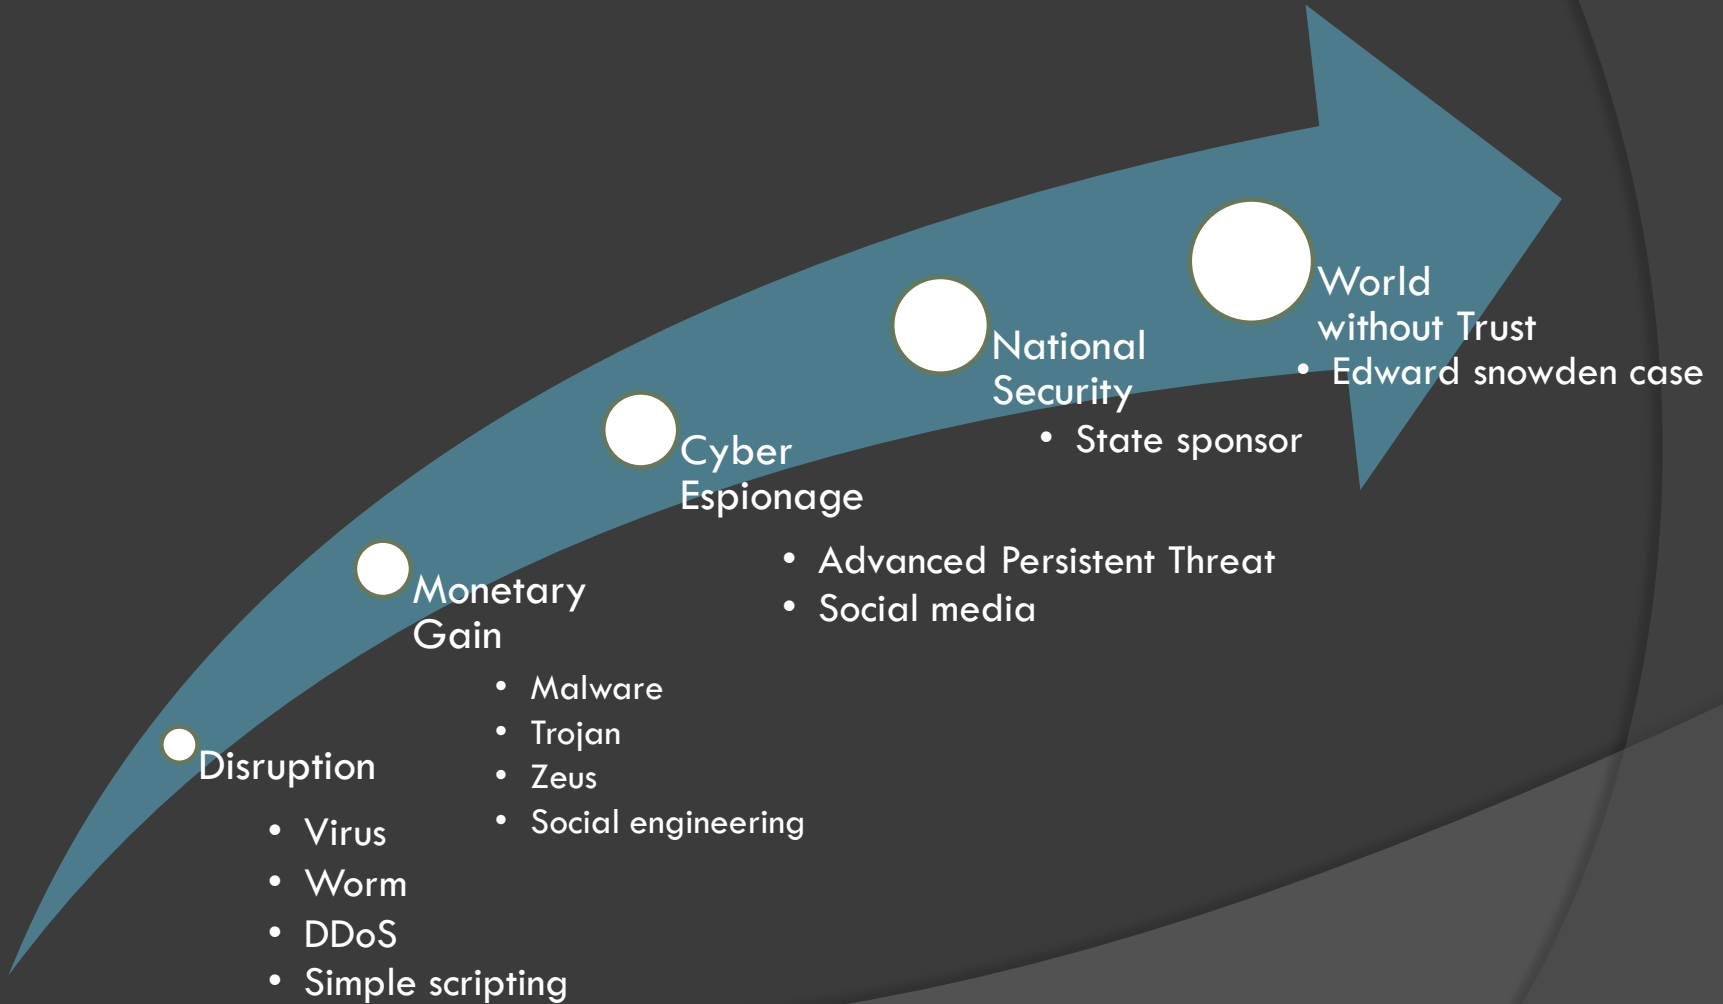 Disruption
• Virus
• Worm
• DDoS
• Simple scripting
Monetary
Gain
• Malware
• Trojan
• Zeus
• Social engineering
Cyber
Espionage
• Advanced Persistent Threat
• Social media
National
Security
• State sponsor
World
without Trust
• Edward snowden case